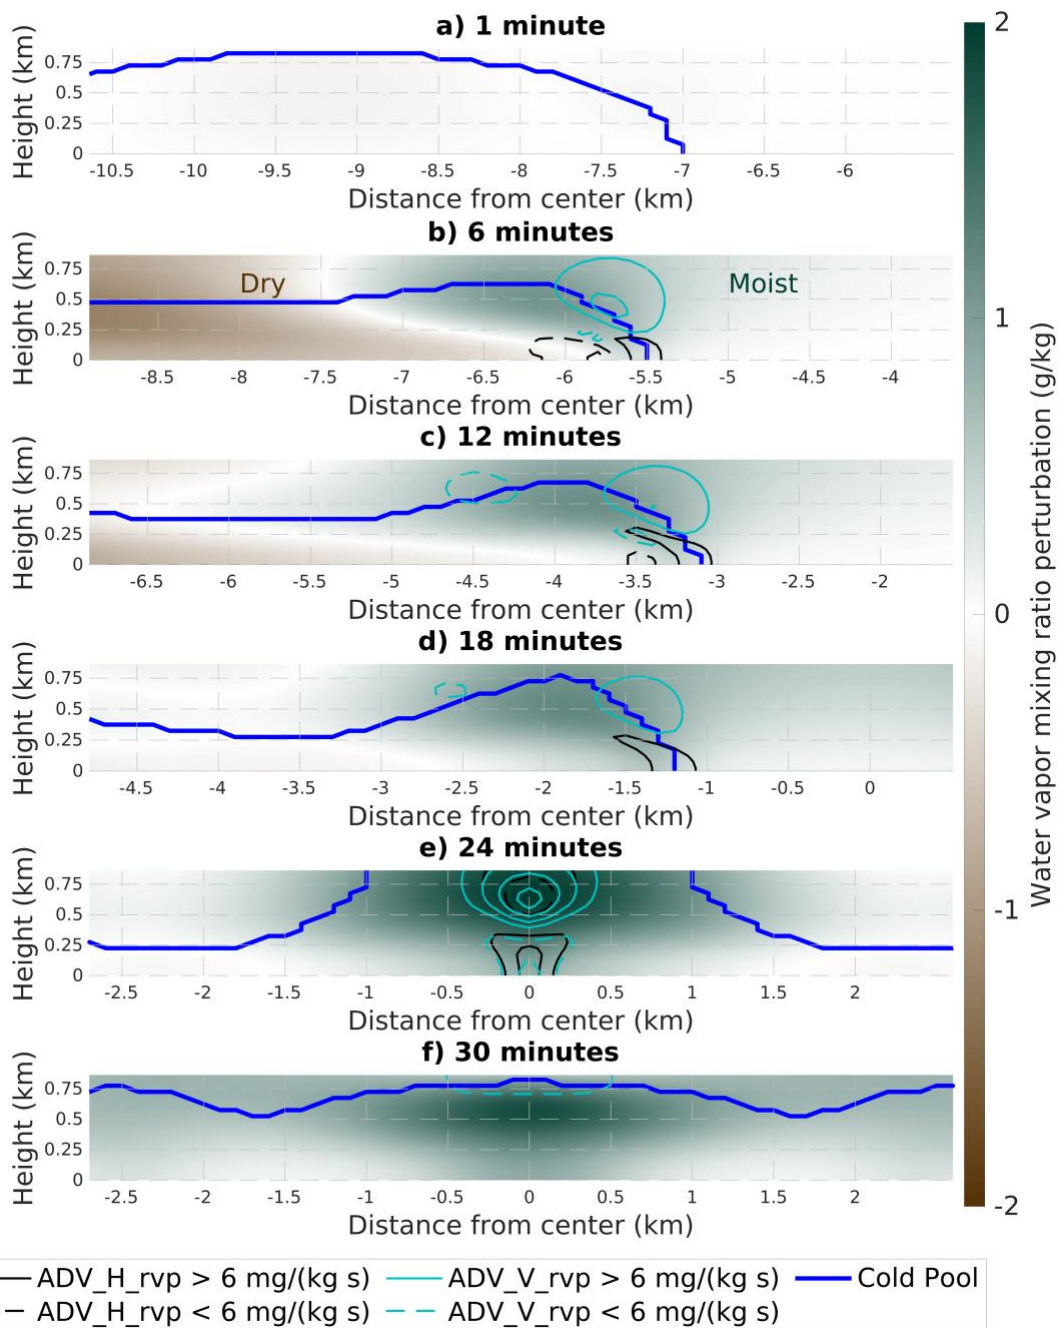 a) 1 minute
Height (km)
0.75
0.5
0.25
0
-10.5 -10 -9.5 -9 -8.5 -8 -7.5 -7 -6.5 -6
Distance from center (km)
b) 6 minutes
Height (km)
0.75
0.5
0.25
0
Dry Moist
-8.5 -8 -7.5 -7 -6.5 -6 -5.5 -5 -4.5 -4
Distance from center (km)
c) 12 minutes
Height (km)
0.75
0.5
0.25
0
-6.5 -6 -5.5 -5 -4.5 -4 -3.5 -3 -2.5 -2
Distance from center (km)
d) 18 minutes
Height (km)
0.75
0.5
0.25
0
-4.5 -4 -3.5 -3 -2.5 -2 -1.5 -1 -0.5 0
Distance from center (km)
e) 24 minutes
Height (km)
0.75
0.5
0.25
0
-2.5 -2 -1.5 -1 -0.5 0 0.5 1 1.5 2
Distance from center (km)
f) 30 minutes
Height (km)
0.75
0.5
0.25
0
-2.5 -2 -1.5 -1 -0.5 0 0.5 1 1.5 2
Distance from center (km)
2
1
0
-1
-2
Water vapor mixing ratio perturbation (g/kg)
ADV_H_rvp > 6 mg/(kg s) ADV_V_rvp > 6 mg/(kg s) Cold Pool
ADV_H_rvp < 6 mg/(kg s) ADV_V_rvp < 6 mg/(kg s)